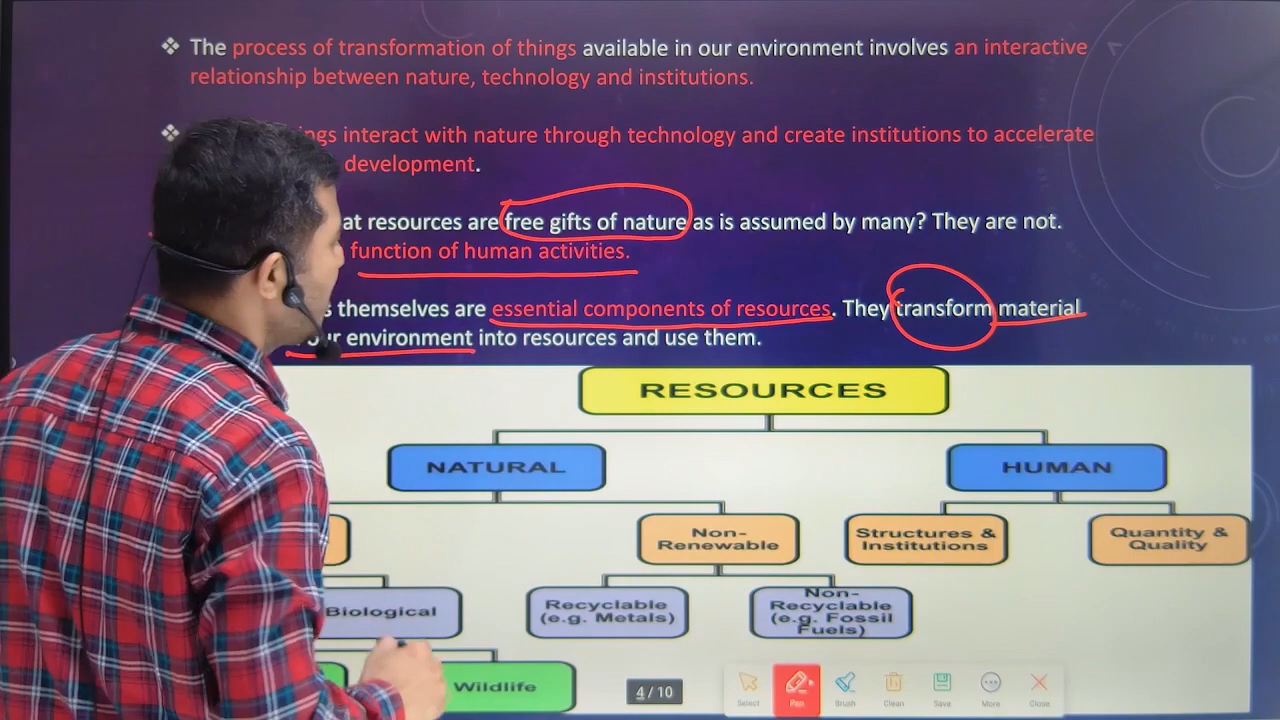 ❖ The process of transformation of things available in our environment involves an interactive
relationship between nature, technology and institutions.
❖ interact with nature through technology and create institutions to accelerate
development.
resources are free gifts of nature as is assumed by many? They are not.
function of human activities.
themselves are essential components of resources. They transform material
environment into resources and use them.
RESOURCES
NATURAL
HUMAN
Non-
Renewable
Structures &
Institutions
Quantity &
Quality
Biological
Recyclable
(e.g. Metals)
Non-
Recyclable
(e.g. Fossil
Fuels)
Wildlife
4 / 10
Select
Pen
Brush
Clean
Save
More
Close